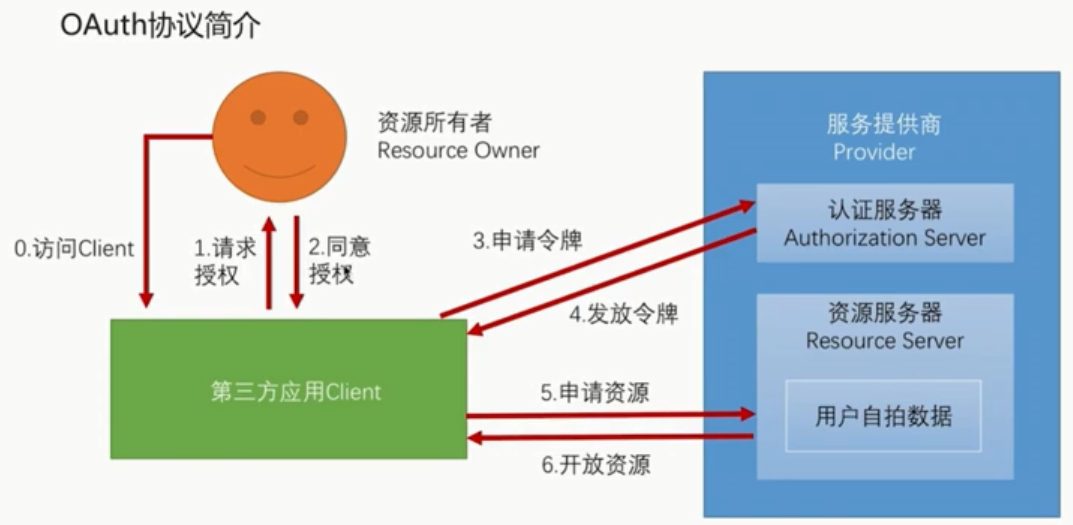 OAuth协议简介
资源所有者
Resource Owner
服务提供商
Provider
认证服务器
Authorization Server
0.访问Client
1.请求
授权
2.同意
授权
3.申请令牌
4.发放令牌
资源服务器
Resource Server
第三方应用Client
5.申请资源
用户自拍数据
6.开放资源